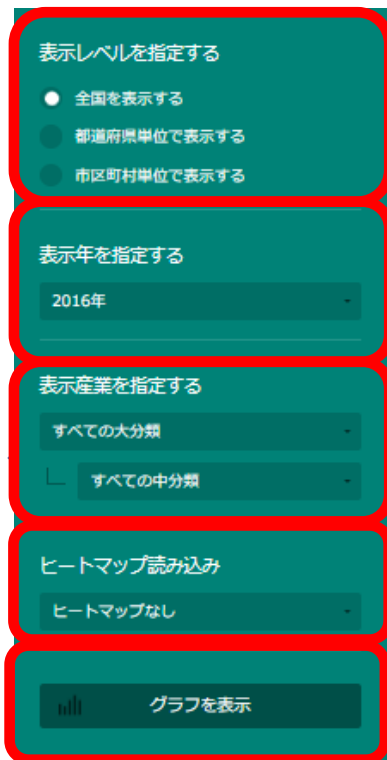 表示レベルを指定する
全国を表示する
都道府県単位で表示する
市区町村単位で表示する
表示年を指定する
2016年
表示産業を指定する
すべての大分類
すべての中分類
ヒートマップ読み込み
ヒートマップなし
グラフを表示